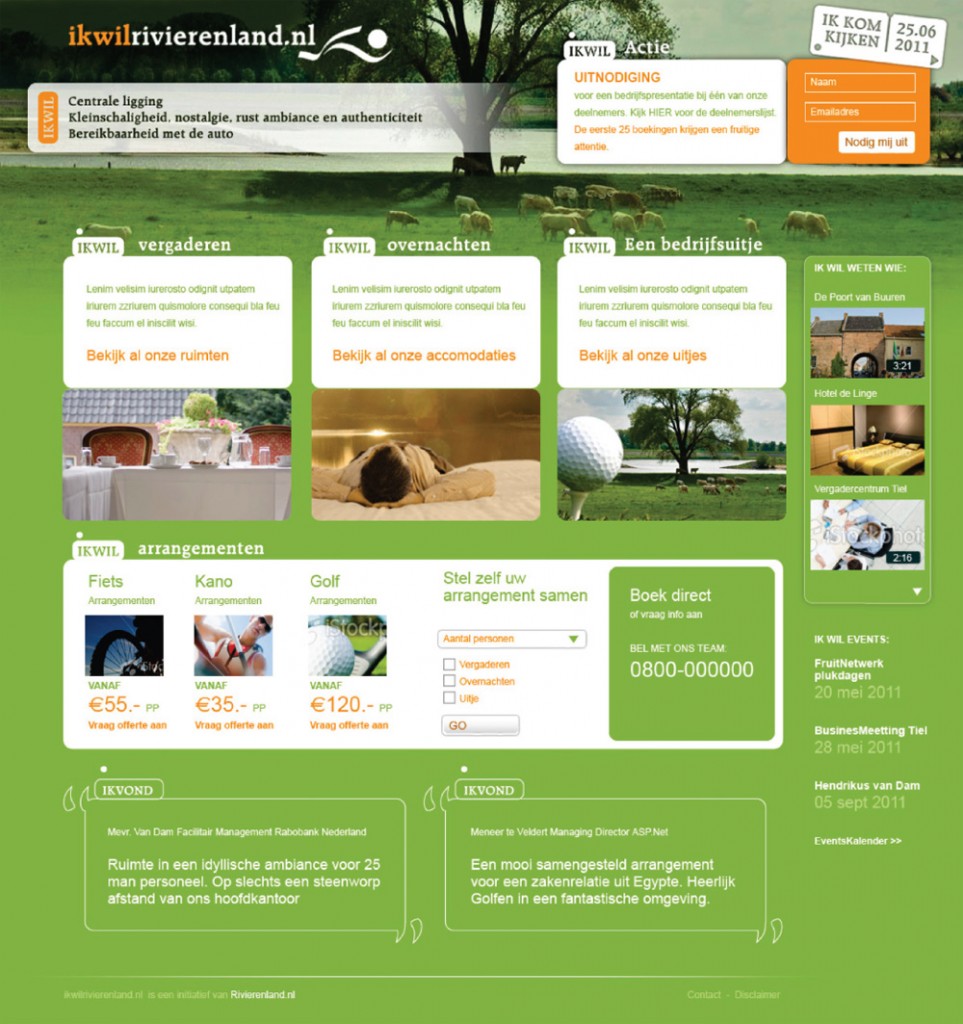 ikwilrivierenland.nl
IK KOM
KIJKEN
25.06
2011
IKWIL
Centrale ligging
Kleinschaligheid, nostalgie, rust ambiance en authenticiteit
Bereikbaarheid met de auto
IKWIL Actie
UITNODIGING
voor een bedrijfspresentatie bij één van onze
deelnemers. Kijk HIER voor de deelnemerslijst.
De eerste 25 boekingen krijgen een fruitige
attentie.
Naam
Emailadres
Nodig mij uit
IKWIL vergaderen
Lenim velisim iurerosto odignit utpatem
iriurem zzriurem quismolore consequi bla feu
feu faccum el iniscilit wisi.
Bekijk al onze ruimten
IKWIL overnachten
Lenim velisim iurerosto odignit utpatem
iriurem zzriurem quismolore consequi bla feu
feu faccum el iniscilit wisi.
Bekijk al onze accomodaties
IKWIL Een bedrijfsuitje
Lenim velisim iurerosto odignit utpatem
iriurem zzriurem quismolore consequi bla feu
feu faccum el iniscilit wisi.
Bekijk al onze uitjes
IK WIL WETEN WIE:
De Poort van Buuren
3:21
Hotel de Linge
Vergadercentrum Tiel
iStockphot
2:16
IKWIL arrangementen
Fiets
Arrangementen
VANAF
€55.- PP
Vraag offerte aan
Kano
Arrangementen
VANAF
€35.- PP
Vraag offerte aan
Golf
Arrangementen
iStockp
VANAF
€120.- PP
Vraag offerte aan
Stel zelf uw
arrangement samen
Aantal personen
Vergaderen
Overnachten
Uitje
GO
Boek direct
of vraag info aan
BEL MET ONS TEAM:
0800-000000
IK WIL EVENTS:
FruitNetwerk
plukdagen
20 mei 2011
BusinesMeetting Tiel
28 mei 2011
Hendrikus van Dam
05 sept 2011
EventsKalender >>
IKVOND
Mevr. Van Dam Facilitair Management Rabobank Nederland
Ruimte in een idyllische ambiance voor 25
man personeel. Op slechts een steenworp
afstand van ons hoofdkantoor
IKVOND
Meneer te Veldert Managing Director ASP.Net
Een mooi samengesteld arrangement
voor een zakenrelatie uit Egypte. Heerlijk
Golfen in een fantastische omgeving.
ikwilrivierenland.nl is een initiatief van Rivierenland.nl
Contact - Disclaimer